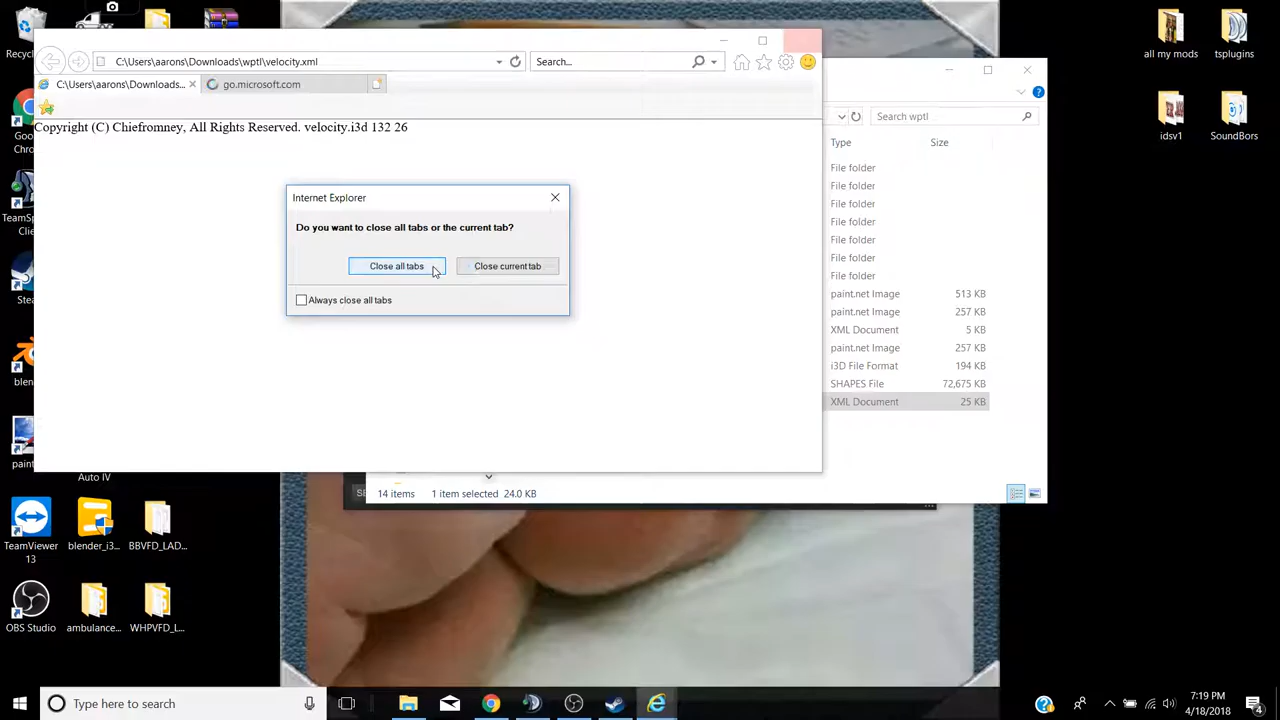 C:\Users\aarons\Downloads\wptl\velocity.xml
Search...
C:\Users\aarons\Downloads...
go.microsoft.com
Copyright (C) Chiefromney, All Rights Reserved. velocity.i3d 132 26
Internet Explorer
Do you want to close all tabs or the current tab?
Close all tabs
Close current tab
Always close all tabs
Search wptl
Type
Size
File folder
File folder
File folder
File folder
File folder
File folder
File folder
paint.net Image 513 KB
paint.net Image 257 KB
XML Document 5 KB
paint.net Image 257 KB
i3D File Format 194 KB
SHAPES File 72,675 KB
XML Document 25 KB
14 items 1 item selected 24.0 KB
all my mods
tsplugins
idsv1
SoundBors
Auto IV
TeamViewer
13
blender_i3...
BBVFD_LAD...
OBS Studio
ambulance...
WHPVFD_L...
Type here to search
7:19 PM
4/18/2018
4